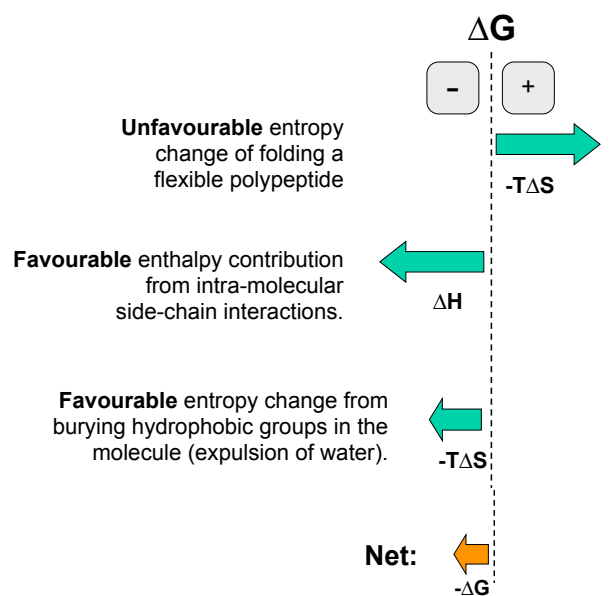 ΔG
- +
Unfavourable entropy
change of folding a
flexible polypeptide
-TΔS
Favourable enthalpy contribution
from intra-molecular
side-chain interactions.
ΔH
Favourable entropy change from
burying hydrophobic groups in the
molecule (expulsion of water).
-TΔS
Net:
-ΔG